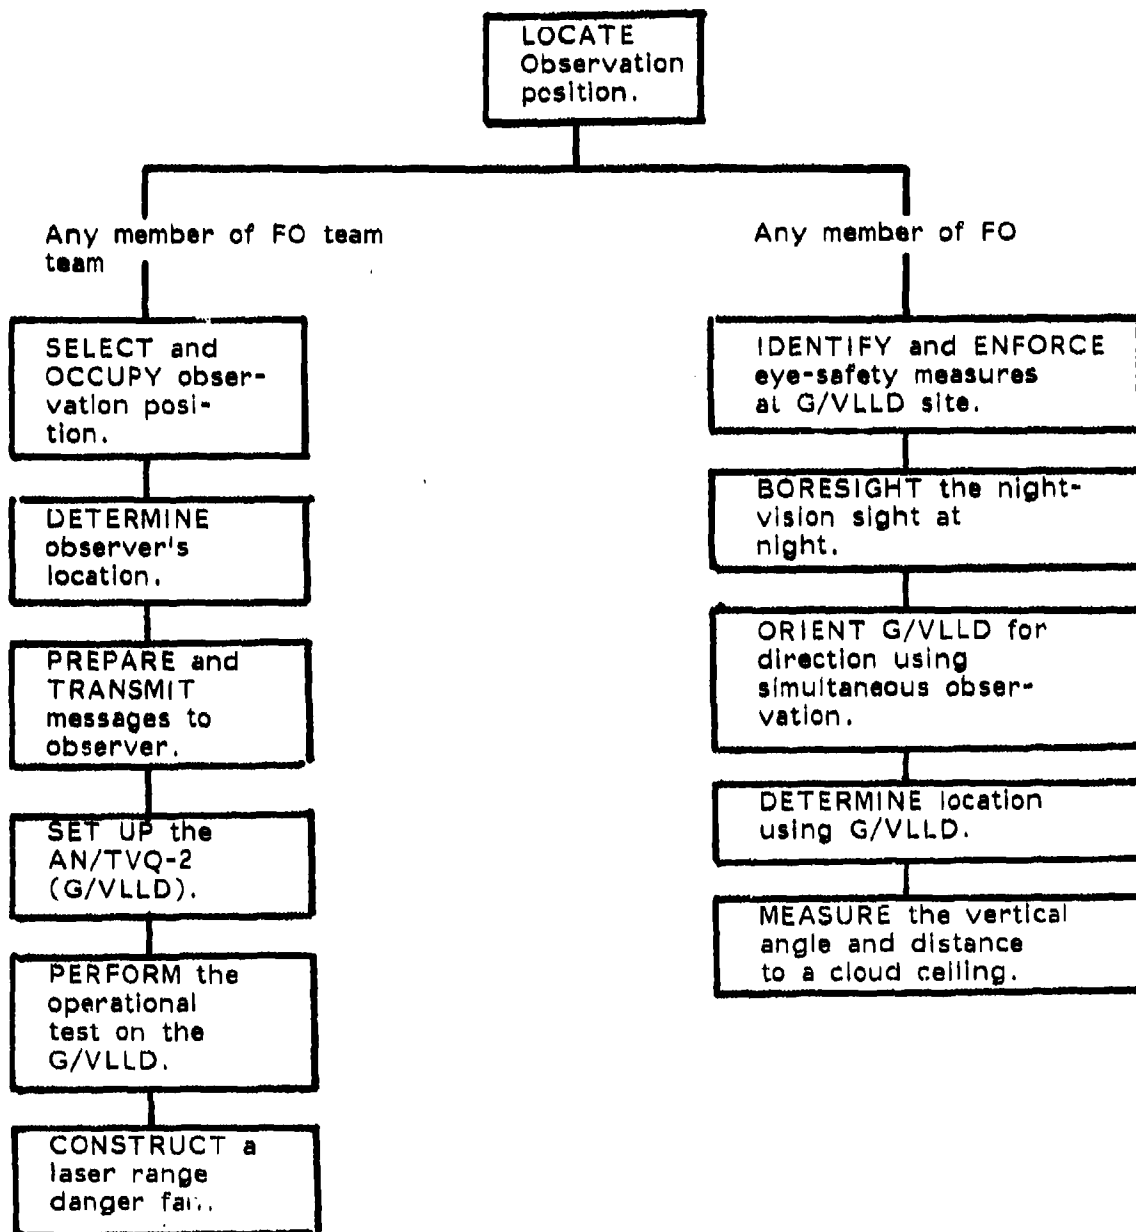 LOCATE
Observation
position.
Any member of FO team
team
SELECT and
OCCUPY obser-
vation posi-
tion.
DETERMINE
observer's
location.
PREPARE and
TRANSMIT
messages to
observer.
SET UP the
AN/TVQ-2
(G/VLLD).
PERFORM the
operational
test on the
G/VLLD.
CONSTRUCT a
laser range
danger fan.
Any member of FO
IDENTIFY and ENFORCE
eye-safety measures
at G/VLLD site.
BORESIGHT the night-
vision sight at
night.
ORIENT G/VLLD for
direction using
simultaneous obser-
vation.
DETERMINE location
using G/VLLD.
MEASURE the vertical
angle and distance
to a cloud ceiling.